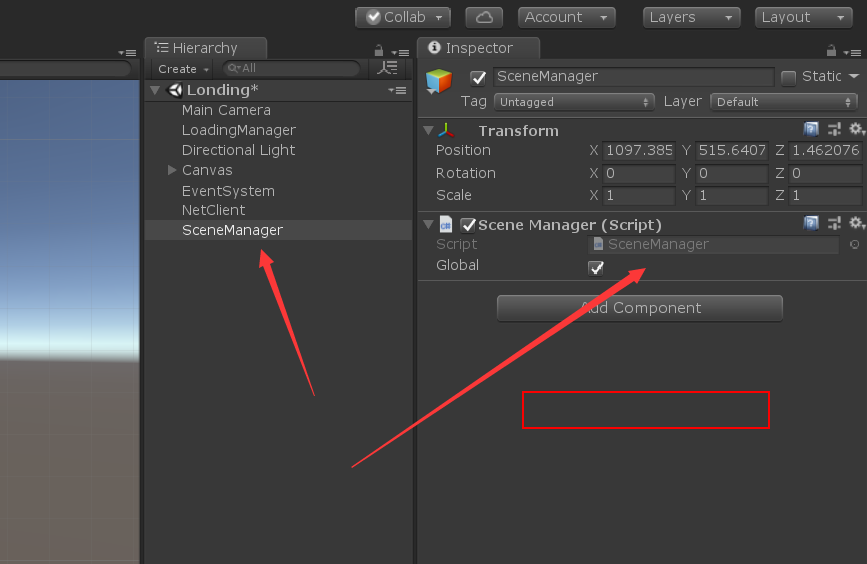 Collab Account Layers Layout
Hierarchy
Create All
Londing*
Main Camera
LoadingManager
Directional Light
Canvas
EventSystem
NetClient
SceneManager
Inspector
SceneManager Static
Tag Untagged Layer Default
Transform
Position X 1097.385 Y 515.6407 Z 1.462076
Rotation X 0 Y 0 Z 0
Scale X 1 Y 1 Z 1
Scene Manager (Script)
Script SceneManager
Global
Add Component